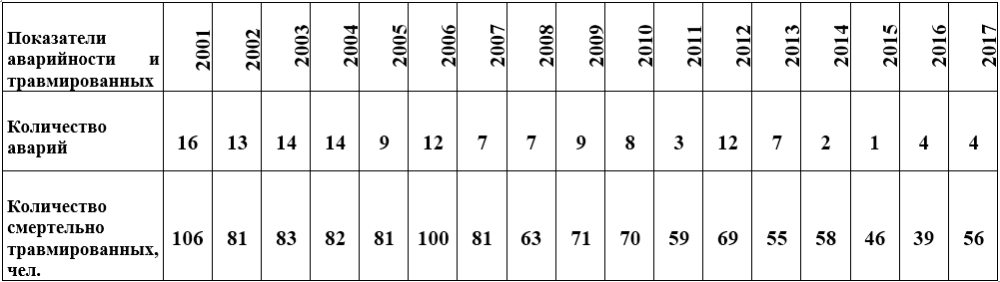 Показатели
аварийности и
травмированных
2001 2002 2003 2004 2005 2006 2007 2008 2009 2010 2011 2012 2013 2014 2015 2016 2017
Количество
аварий
16 13 14 14 9 12 7 7 9 8 3 12 7 2 1 4 4
Количество
смертельно
травмированных,
чел.
106 81 83 82 81 100 81 63 71 70 59 69 55 58 46 39 56